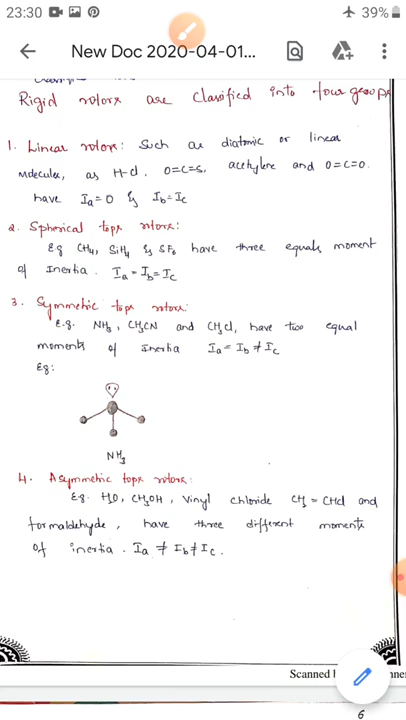 23:30
39%
New Doc 2020-04-01...
Rigid rotors are Classified into four groups
1. Linear rotors: Such as diatomic or linear
molecules, as H-Cl. O=C=S, acetylene and O=C=O.
have Ia=0 & Ib=Ic
2. Spherical tops rotors:
Eg CH4, SiH4 & SF6 have three equals moment
of Inertia. Ia=Ib=Ic
3. Symmetric tops rotors:
E.g. NH3, CH3CN and CH3Cl, have two equal
moments of inertia Ia=Ib≠Ic
Eg:
NH3
4. Asymmetric tops rotors:
Eg. H2O, CH3OH, Vinyl chloride CH2=CHCl and
formaldehyde, have three different moments
of inertia. Ia≠Ib≠Ic.
Scanned
6